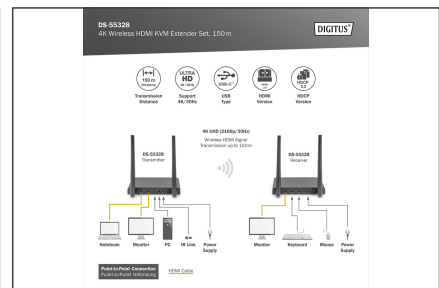 DS-55328
4K Wireless HDMI KVM Extender Set, 150 m
DIGITUS®
150 m
Distance
ULTRA
HD
4K / 30Hz
HDCP
2.2
Transmission
Distance
Support
4K/30Hz
USB
Type
HDMI
Version
HDCP
Version
4K UHD (2160p/30Hz)
Wireless HDMI Signal
Transmission up to 150 m
DS-55328
Transmitter
DS-55328
Receiver
Notebook
Monitor
PC
IR Link
Power
Supply
Monitor
Keyboard
Mouse
Power
Supply
Point-to-Point Connection
Punkt-zu-Punkt Verbindung
HDMI Cable